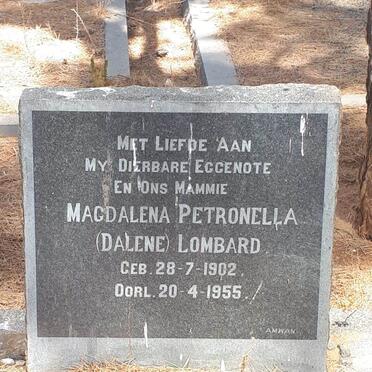 MET LIEFDE AAN
MY DIERBARE EGGENOTE
EN ONS MAMMIE
MAGDALENA PETRONELLA
(DALENE) LOMBARD
GEB. 28-7-1902.
OORL. 20-4-1955.